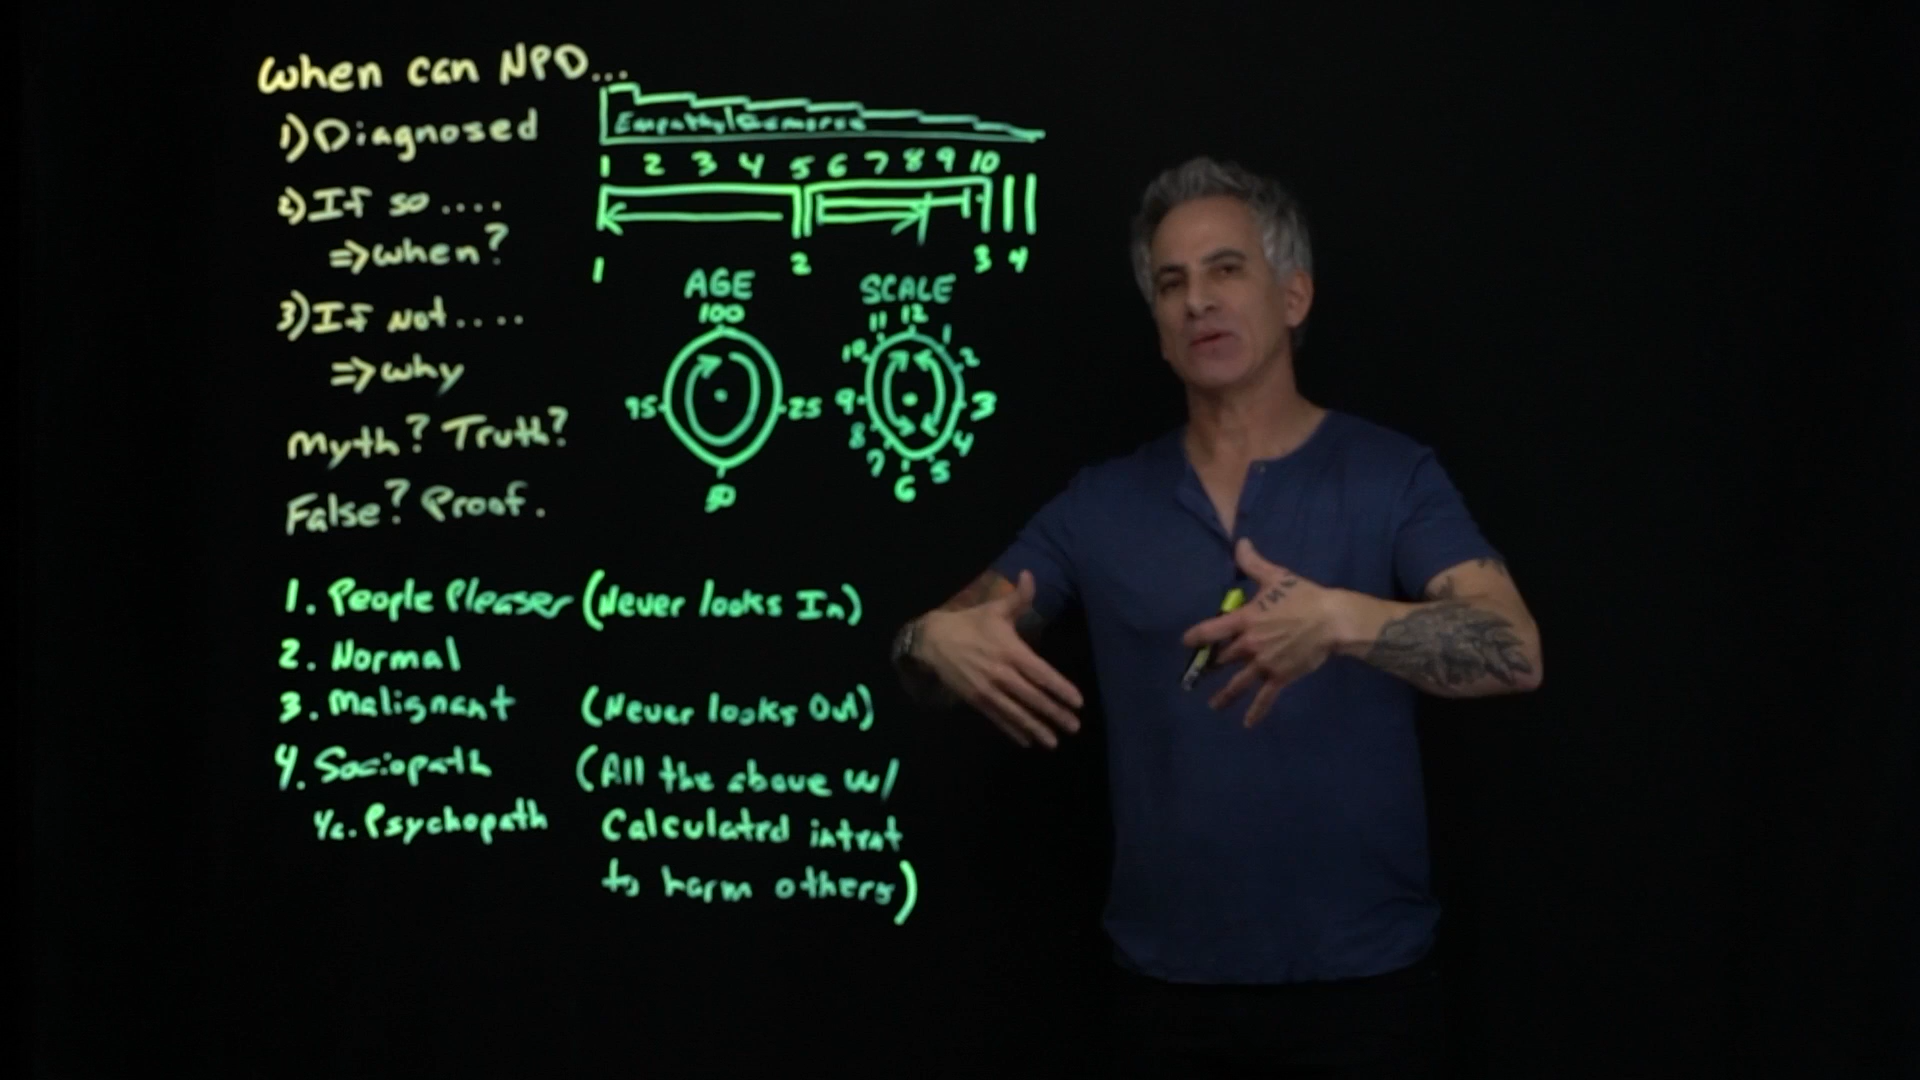 When can NPD...
1) Diagnosed
2) If so....
=> when?
3) If Not....
=> why
Myth? Truth?
False? Proof.
Empathy/Remorse
1 2 3 4 5 6 7 8 9 10
1 2 3 4
AGE
100
75 25
50
SCALE
11 12 1
10 2
9 3
8 4
7 6 5
1. People Pleaser (Never looks In)
2. Normal
3. Malignant (Never looks Out)
4. Sociopath (All the above w/
4a. Psychopath Calculated intent
to harm others)